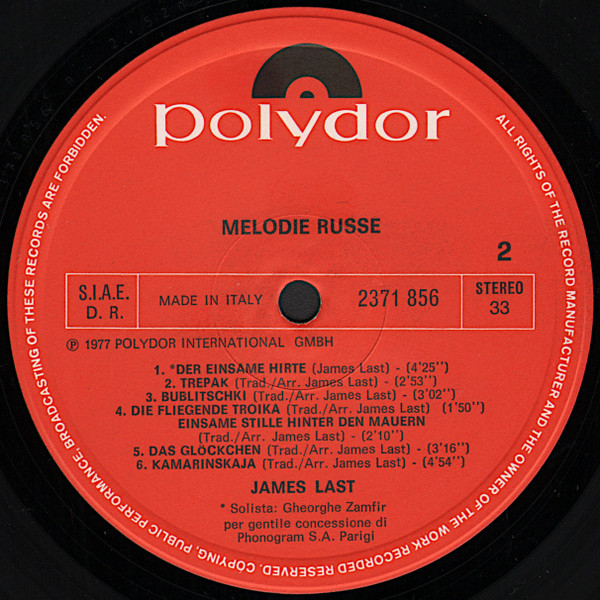 polydor
MELODIE RUSSE
2
S.I.A.E.
D. R.
MADE IN ITALY
2371 856
STEREO
33
℗ 1977 POLYDOR INTERNATIONAL GMBH
1. *DER EINSAME HIRTE (James Last) - (4'25'')
2. TREPAK (Trad./Arr. James Last) - (2'53'')
3. BUBLITSCHKI (Trad./Arr. James Last) - (3'02'')
4. DIE FLIEGENDE TROIKA (Trad./Arr. James Last) (1'50'')
EINSAME STILLE HINTER DEN MAUERN
(Trad./Arr. James Last) - (2'10'')
5. DAS GLÖCKCHEN (Trad./Arr. James Last) - (3'16'')
6. KAMARINSKAJA (Trad./Arr. James Last) - (4'54'')
JAMES LAST
* Solista: Gheorghe Zamfir
per gentile concessione di
Phonogram S.A. Parigi
ALL RIGHTS OF THE RECORD MANUFACTURER AND THE OWNER OF THE WORK RECORDED RESERVED. COPYING, PUBLIC PERFORMANCE, BROADCASTING OF THESE RECORDS ARE FORBIDDEN.